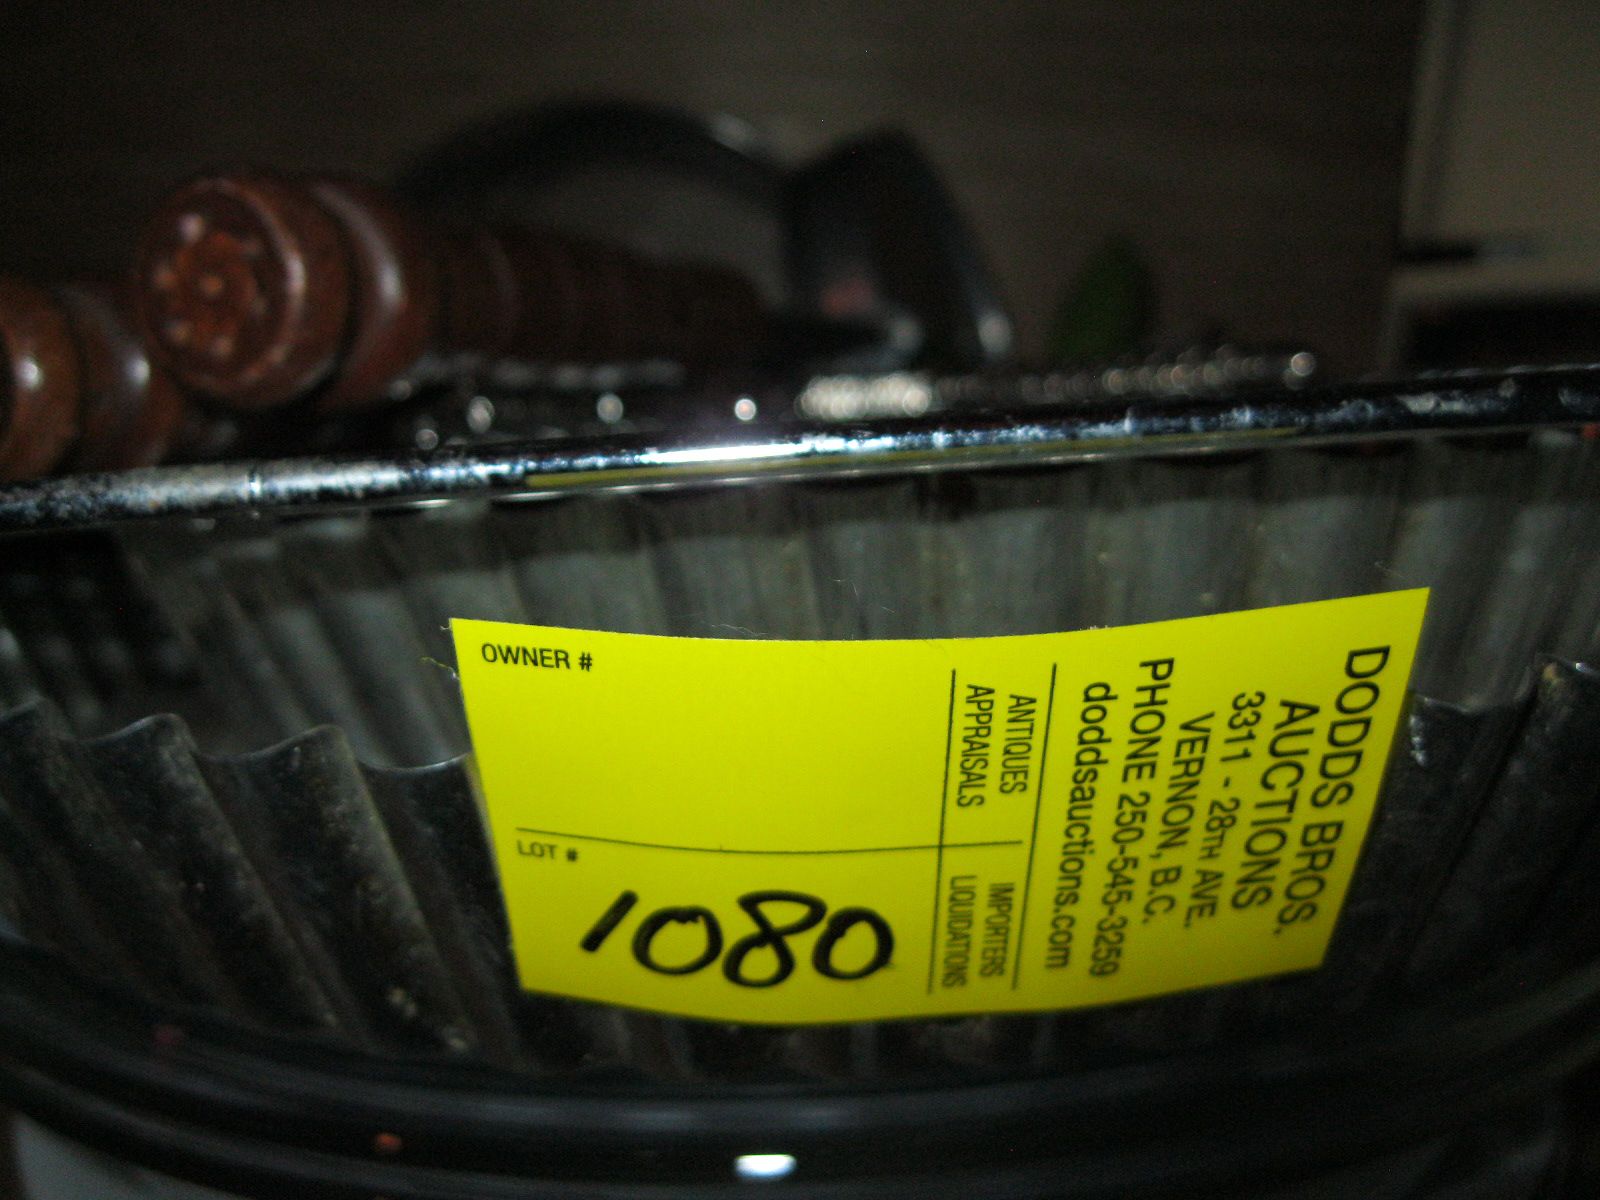 OWNER #
LOT #
1080
DODDS BROS.
AUCTIONS
3311 - 28TH AVE.
VERNON, B.C.
PHONE 250-545-3259
doddsauctions.com
ANTIQUES
APPRAISALS
IMPORTERS
LIQUIDATIONS